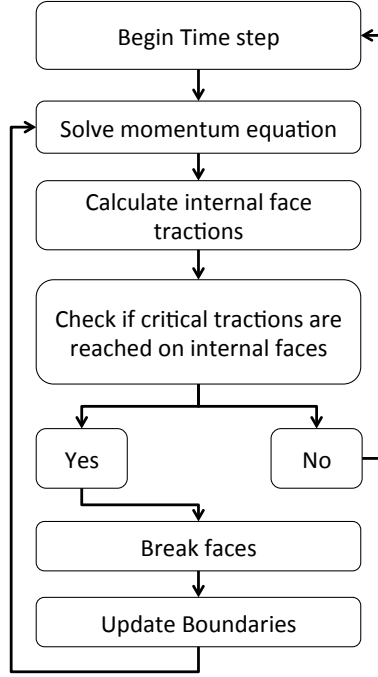 Begin Time step
Solve momentum equation
Calculate internal face
tractions
Check if critical tractions are
reached on internal faces
Yes
No
Break faces
Update Boundaries